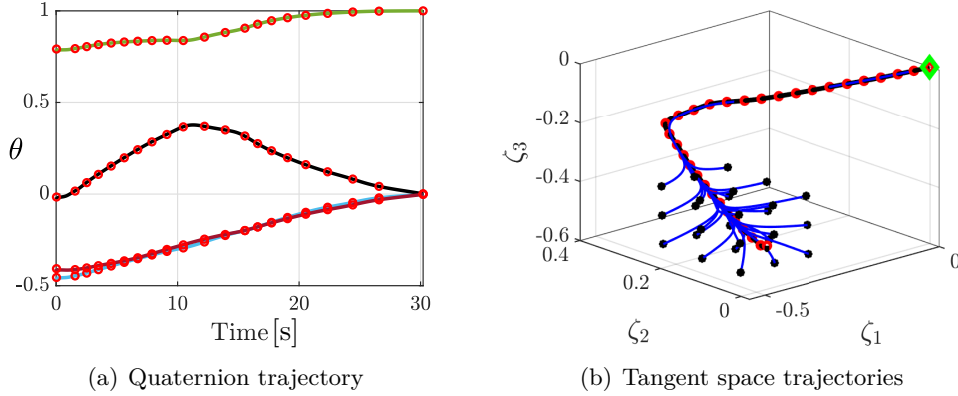 1
0.5
θ
0
-0.5
0
10
20
30
Time [s]
(a) Quaternion trajectory
0
-0.2
ζ3
-0.4
-0.6
0.4
0.2
ζ2
0
-0.5
ζ1
0
(b) Tangent space trajectories